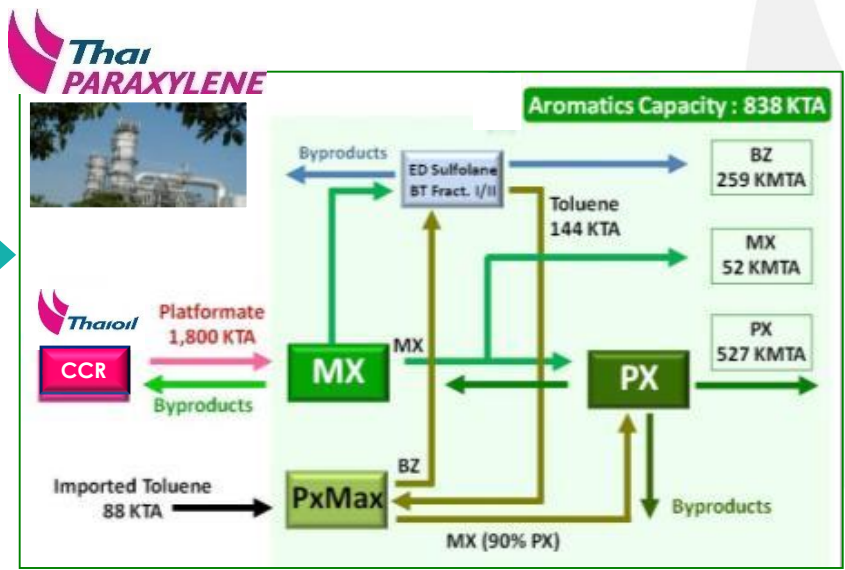 Thai
PARAXYLENE
Aromatics Capacity : 838 KTA
Byproducts
ED Sulfolane
BT Fract. I/II
BZ
259 KMTA
Toluene
144 KTA
MX
52 KMTA
Thaioil
Platformate
1,800 KTA
CCR
MX
MX
PX
527 KMTA
PX
Byproducts
BZ
Imported Toluene
88 KTA
PxMax
Byproducts
MX (90% PX)